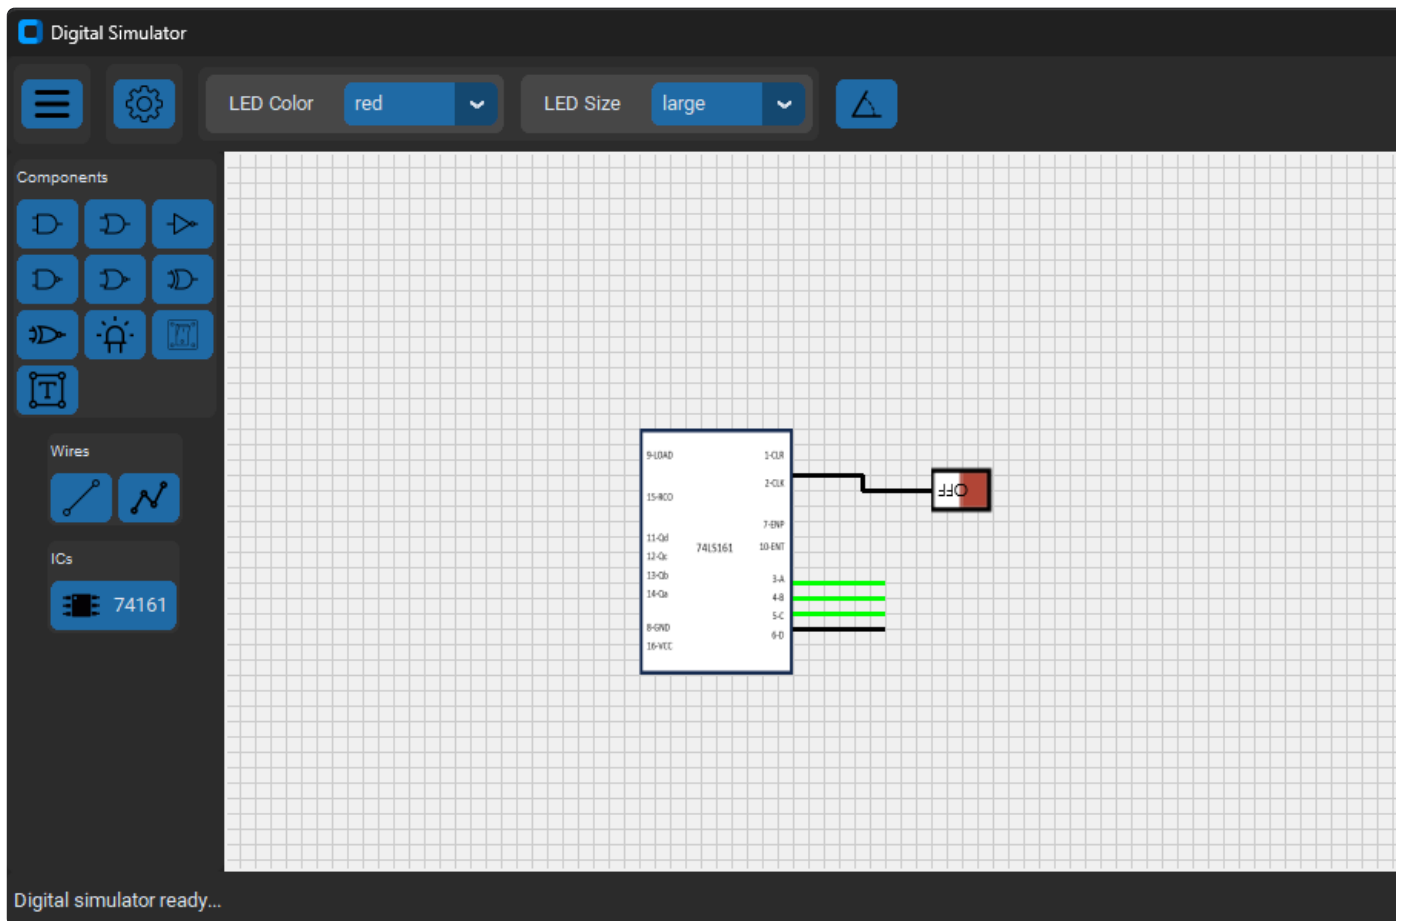 Digital Simulator
LED Color
red
LED Size
large
Components
T
Wires
ICs
74161
9-LOAD
1-CLR
2-CLK
15-RCO
7-ENP
11-Qd
12-Qc
74LS161
10-ENT
13-Qb
14-Qa
3-A
4-B
5-C
6-D
8-GND
16-VCC
OFF
Digital simulator ready...